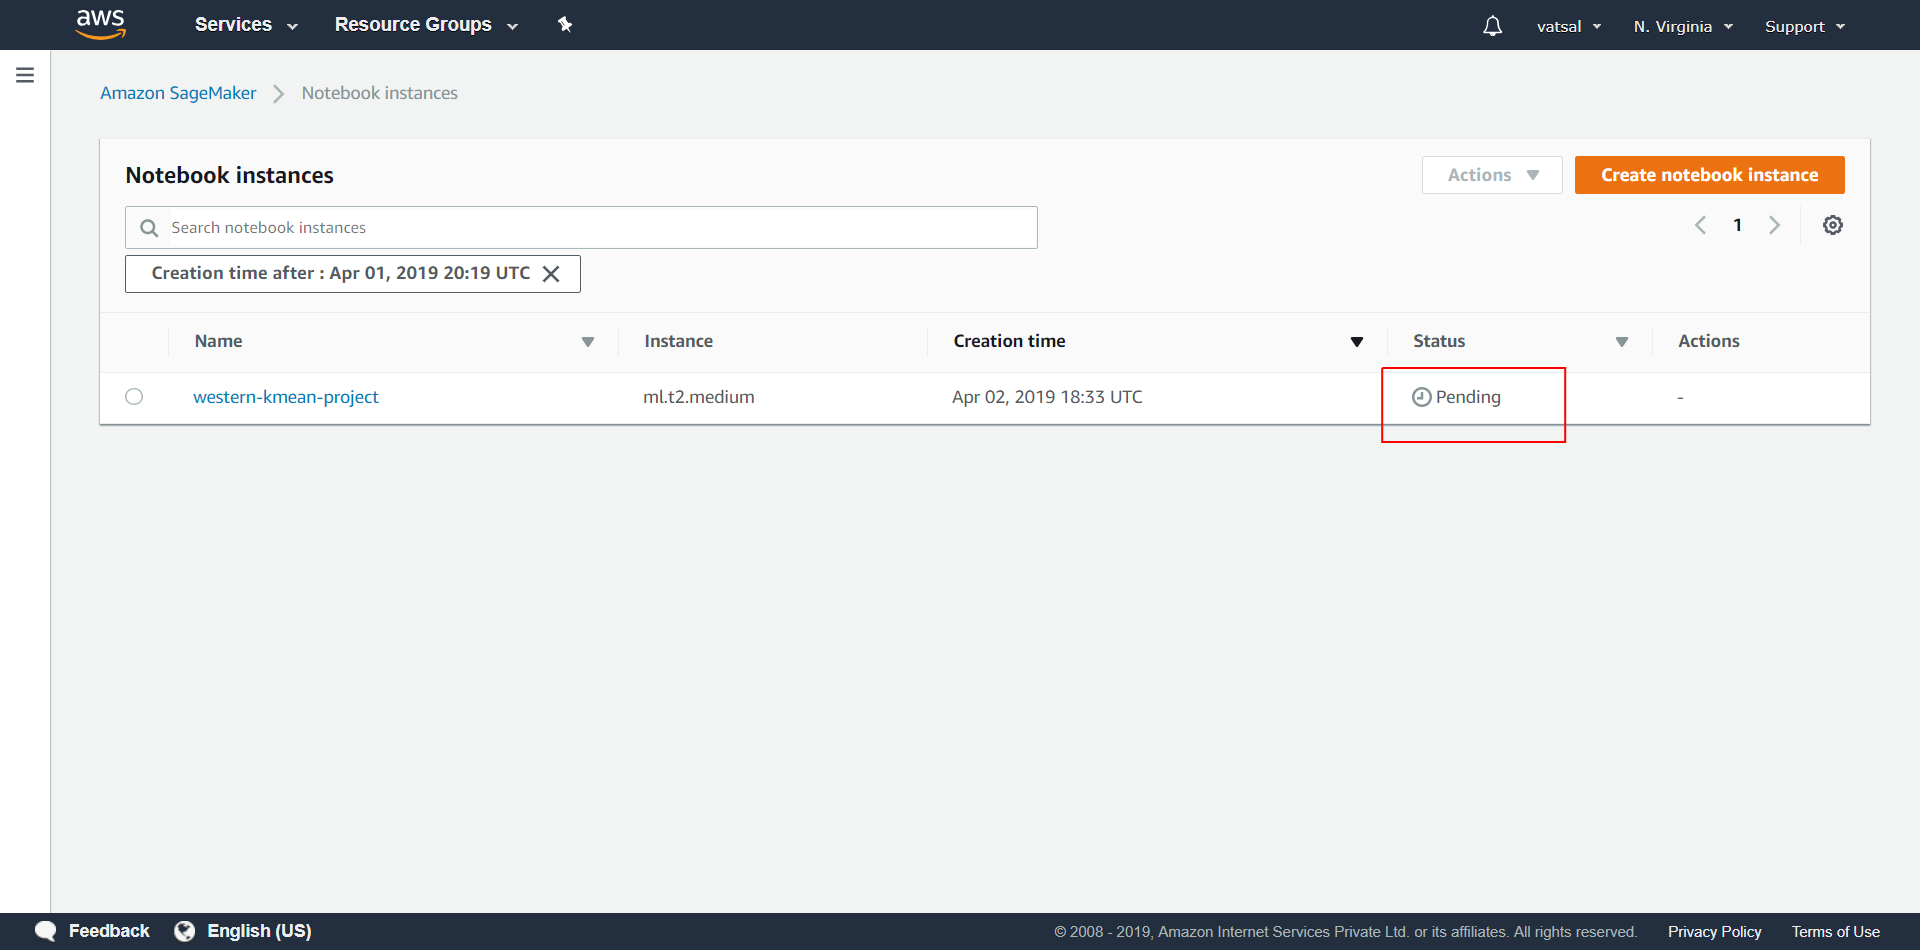 aws Services Resource Groups vatsal N. Virginia Support
Amazon SageMaker Notebook instances
Notebook instances Actions Create notebook instance
Search notebook instances 1
Creation time after : Apr 01, 2019 20:19 UTC
Name Instance Creation time Status Actions
western-kmean-project ml.t2.medium Apr 02, 2019 18:33 UTC Pending -
Feedback English (US) © 2008 - 2019, Amazon Internet Services Private Ltd. or its affiliates. All rights reserved. Privacy Policy Terms of Use